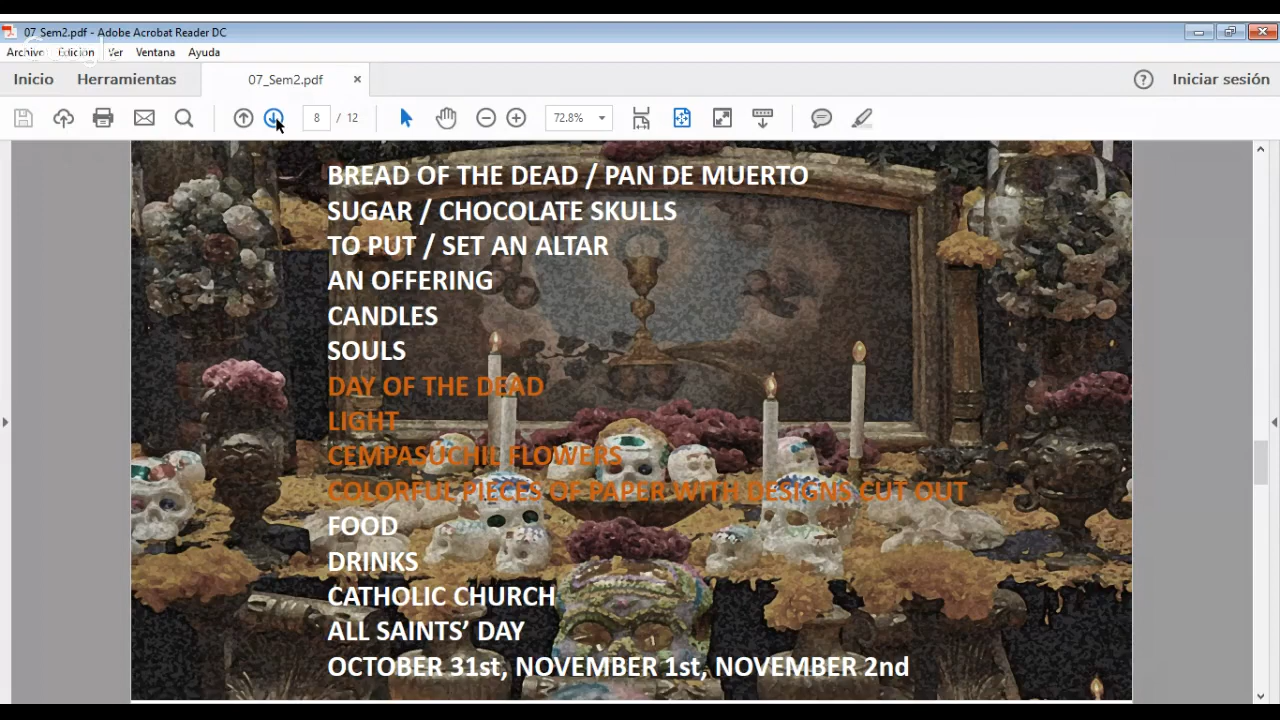 07_Sem2.pdf - Adobe Acrobat Reader DC
Archivo Edición Ver Ventana Ayuda
Inicio Herramientas 07_Sem2.pdf × ? Iniciar sesión
8 / 12 72.8%
BREAD OF THE DEAD / PAN DE MUERTO
SUGAR / CHOCOLATE SKULLS
TO PUT / SET AN ALTAR
AN OFFERING
CANDLES
SOULS
DAY OF THE DEAD
LIGHT
CEMPASUCHIL FLOWERS
COLORFUL PIECES OF PAPER WITH DESIGNS CUT OUT
FOOD
DRINKS
CATHOLIC CHURCH
ALL SAINTS’ DAY
OCTOBER 31st, NOVEMBER 1st, NOVEMBER 2nd